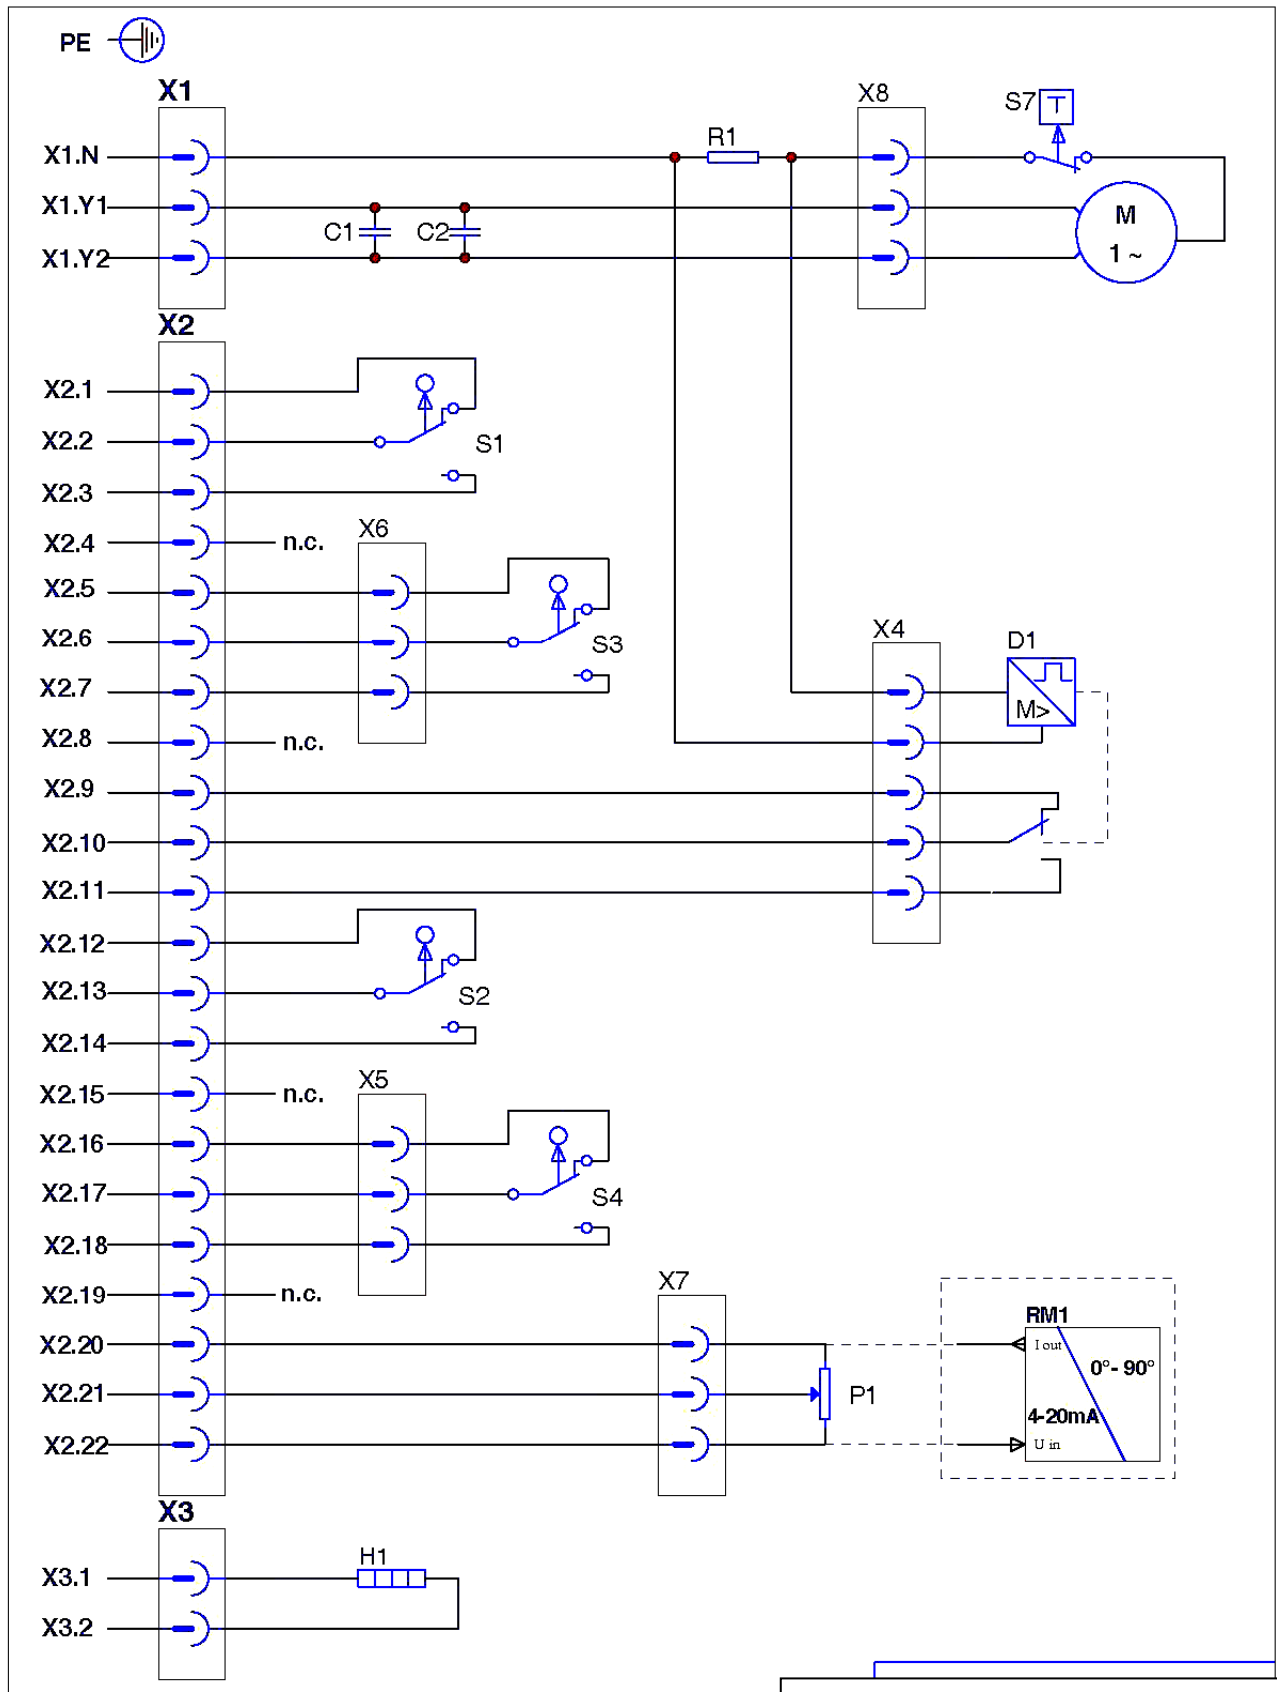 PE
X1
X8
S7
T
X1.N
R1
X1.Y1
C1
C2
M
1 ~
X1.Y2
X2
X2.1
X2.2
S1
X2.3
X6
X2.4
n.c.
X2.5
X2.6
S3
X4
D1
X2.7
M>
X2.8
n.c.
X2.9
X2.10
X2.11
X2.12
X2.13
S2
X2.14
X5
X2.15
n.c.
X2.16
X2.17
S4
X2.18
X7
X2.19
n.c.
RM1
X2.20
I out
0°- 90°
X2.21
P1
4-20mA
X2.22
U in
X3
H1
X3.1
X3.2